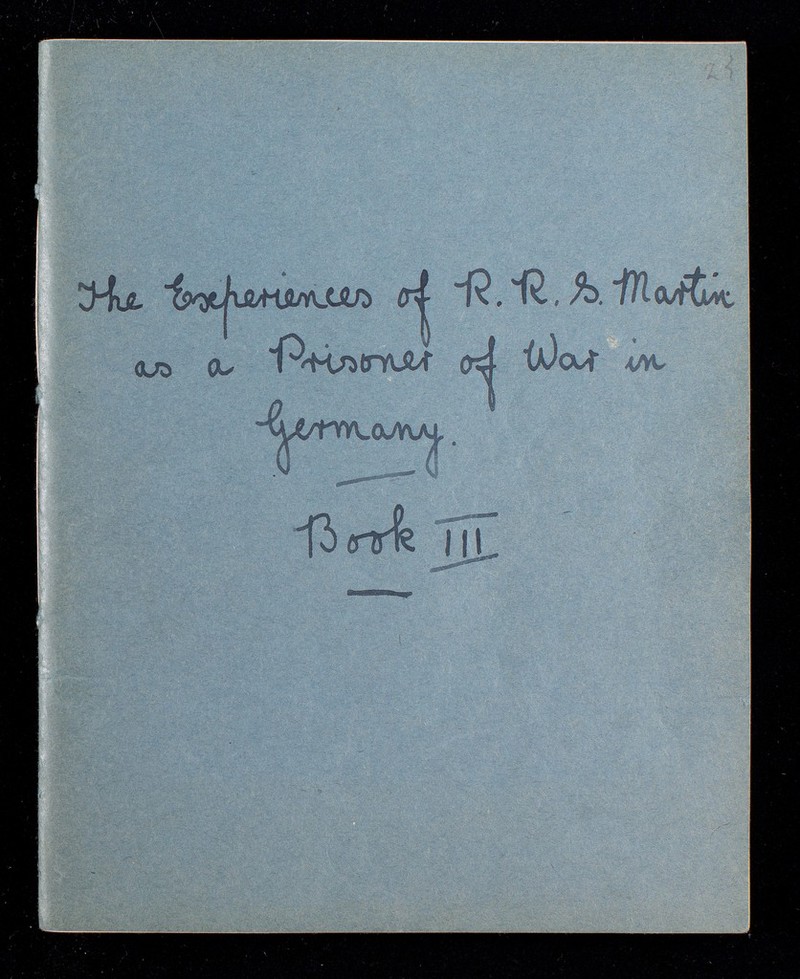 The Experiences of R. R. S. Martin
as a Prisoner of War in
Germany.
Book III